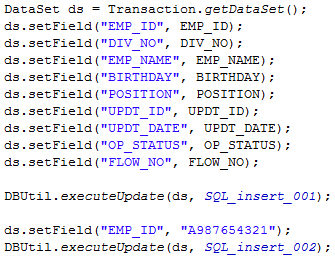 DataSet ds = Transaction.getDataSet();
ds.setField("EMP_ID", EMP_ID);
ds.setField("DIV_NO", DIV_NO);
ds.setField("EMP_NAME", EMP_NAME);
ds.setField("BIRTHDAY", BIRTHDAY);
ds.setField("POSITION", POSITION);
ds.setField("UPDT_ID", UPDT_ID);
ds.setField("UPDT_DATE", UPDT_DATE);
ds.setField("OP_STATUS", OP_STATUS);
ds.setField("FLOW_NO", FLOW_NO);
DBUtil.executeUpdate(ds, SQL_insert_001);
ds.setField("EMP_ID", "A987654321");
DBUtil.executeUpdate(ds, SQL_insert_002);